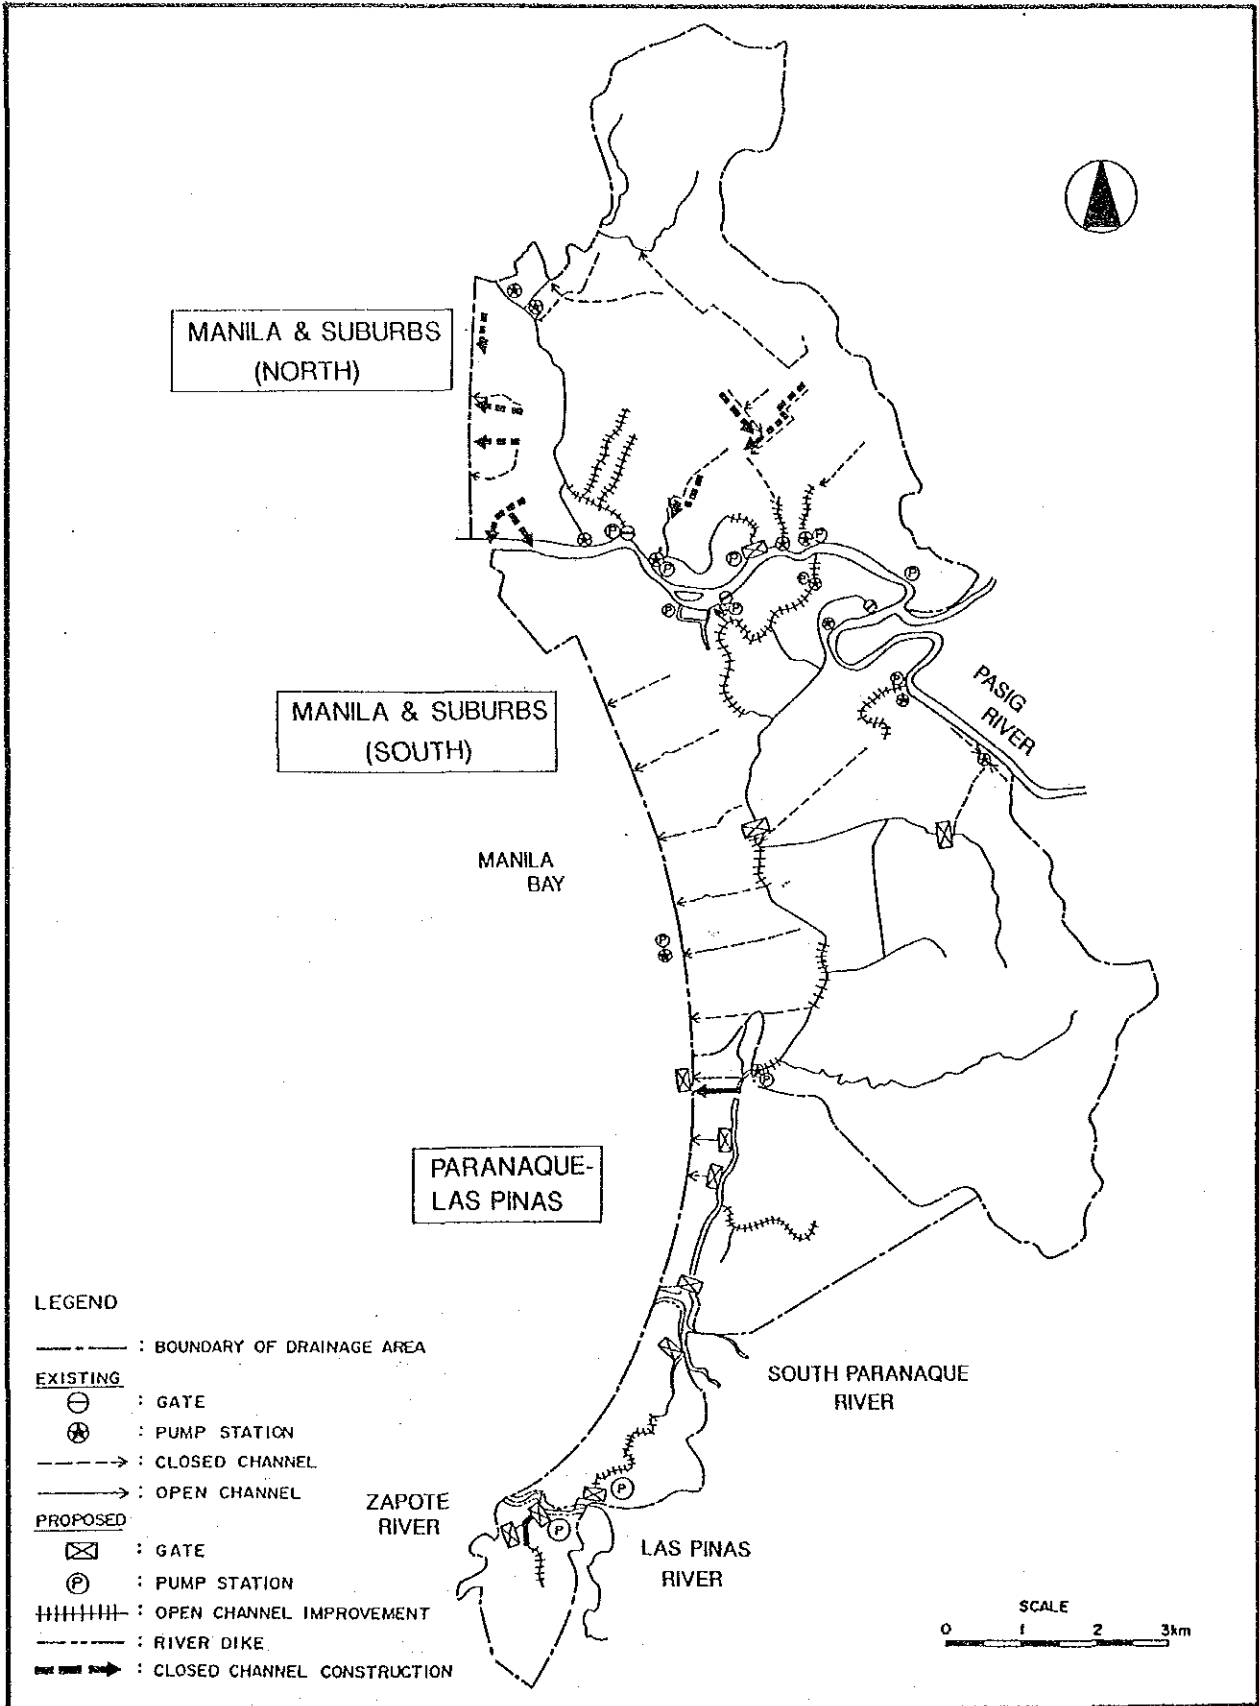 MANILA & SUBURBS
(NORTH)
MANILA & SUBURBS
(SOUTH)
PASIG
RIVER
MANILA
BAY
PARANAQUE-
LAS PINAS
SOUTH PARANAQUE
RIVER
ZAPOTE
RIVER
LAS PINAS
RIVER
LEGEND
: BOUNDARY OF DRAINAGE AREA
EXISTING
: GATE
: PUMP STATION
: CLOSED CHANNEL
: OPEN CHANNEL
PROPOSED
: GATE
P : PUMP STATION
: OPEN CHANNEL IMPROVEMENT
: RIVER DIKE
: CLOSED CHANNEL CONSTRUCTION
SCALE
0 1 2 3km